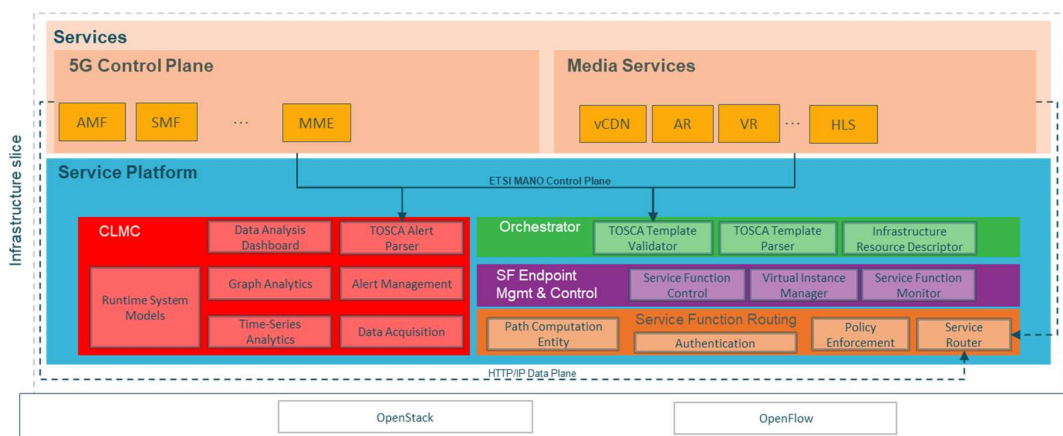 Services
5G Control Plane
Media Services
AMF
SMF
...
MME
vCDN
AR
VR
...
HLS
Infrastructure slice
Service Platform
ETSI MANO Control Plane
CLMC
Data Analysis
Dashboard
TOSCA Alert
Parser
Runtime System
Models
Graph Analytics
Alert Management
Time-Series
Analytics
Data Acquisition
Orchestrator
TOSCA Template
Validator
TOSCA Template
Parser
Infrastructure
Resource Descriptor
SF Endpoint
Mgmt & Control
Service Function
Control
Virtual Instance
Manager
Service Function
Monitor
Service Function Routing
Path Computation
Entity
Authentication
Policy
Enforcement
Service
Router
HTTP/IP Data Plane
OpenStack
OpenFlow